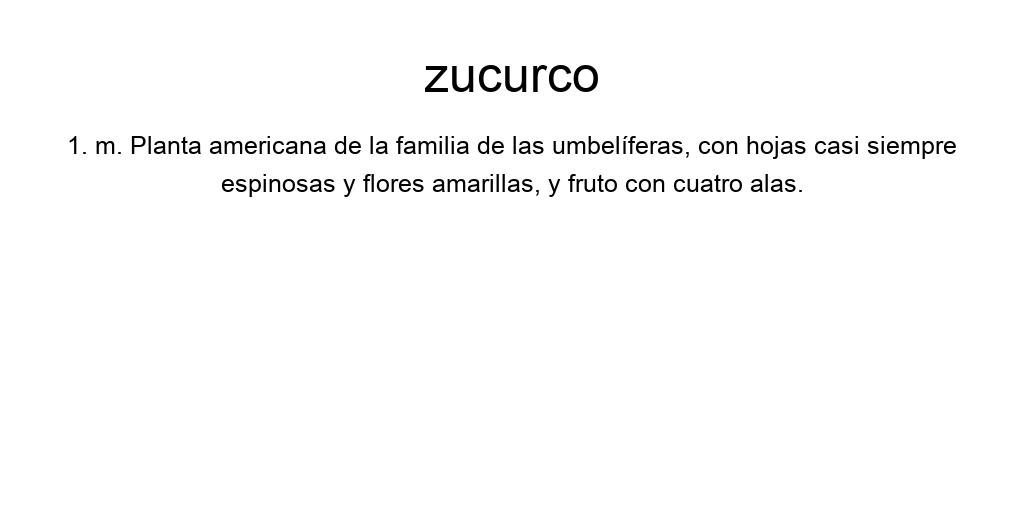 zucurco
1. m. Planta americana de la familia de las umbelíferas, con hojas casi siempre
espinosas y flores amarillas, y fruto con cuatro alas.